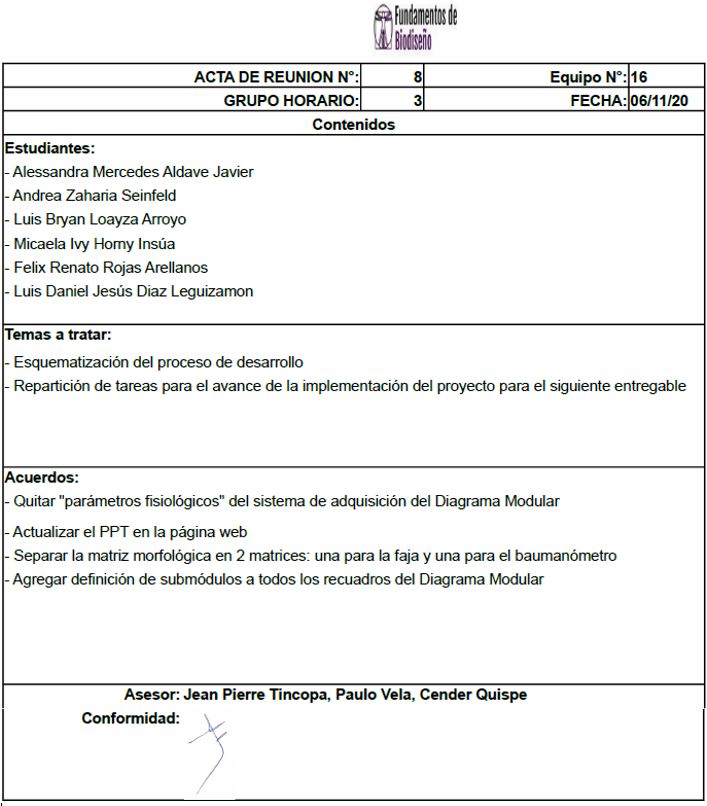 Fundamentos de
Biodiseño
ACTA DE REUNION N°: 8 Equipo N°: 16
GRUPO HORARIO: 3 FECHA: 06/11/20
Contenidos
Estudiantes:
- Alessandra Mercedes Aldave Javier
- Andrea Zaharia Seinfeld
- Luis Bryan Loayza Arroyo
- Micaela Ivy Horny Insúa
- Felix Renato Rojas Arellanos
- Luis Daniel Jesús Diaz Leguizamon
Temas a tratar:
- Esquematización del proceso de desarrollo
- Repartición de tareas para el avance de la implementación del proyecto para el siguiente entregable
Acuerdos:
- Quitar "parámetros fisiológicos" del sistema de adquisición del Diagrama Modular
- Actualizar el PPT en la página web
- Separar la matriz morfológica en 2 matrices: una para la faja y una para el baumanómetro
- Agregar definición de submódulos a todos los recuadros del Diagrama Modular
Asesor: Jean Pierre Tincopa, Paulo Vela, Cender Quispe
Conformidad: